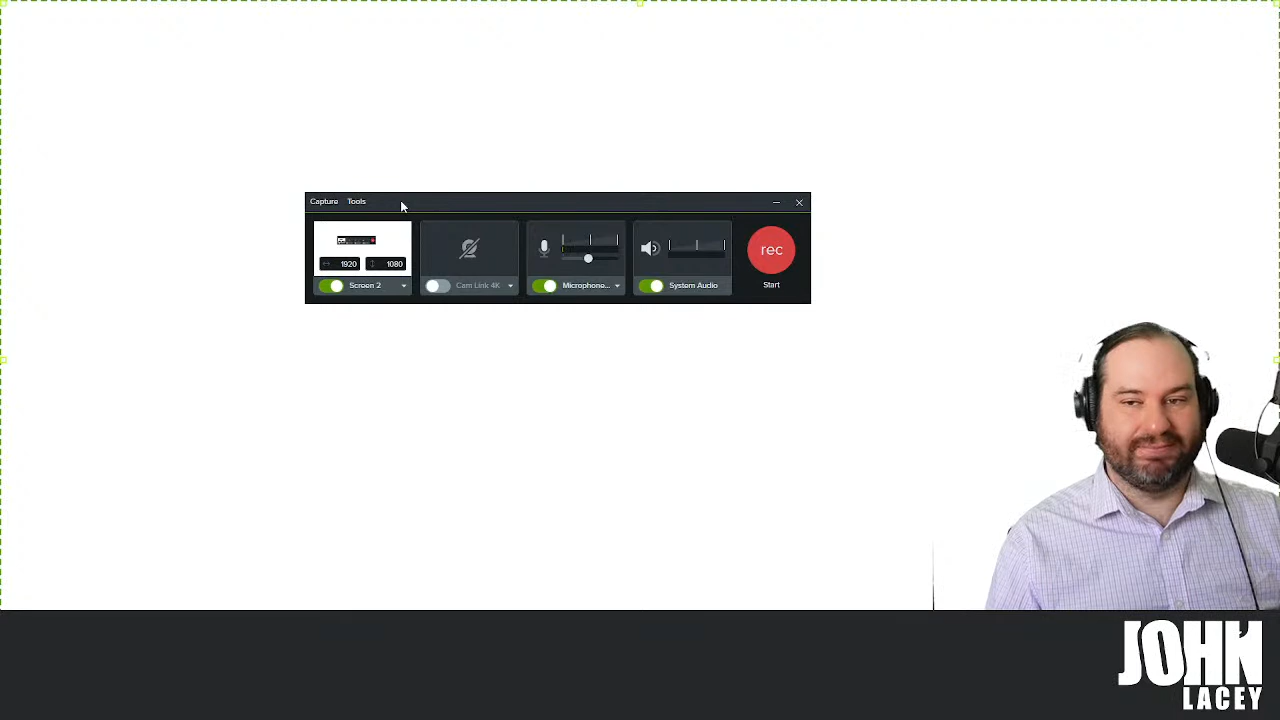 Capture Tools
1920 1080
Screen 2 Cam Link 4K Microphone... System Audio
rec
Start
JOHN
LACEY